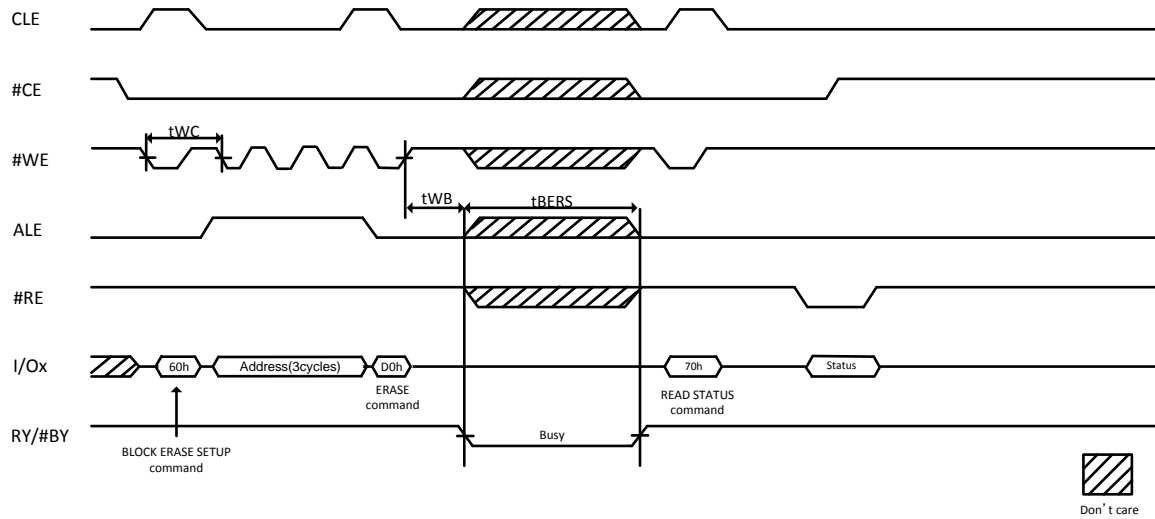 CLE
#CE
tWC
#WE
tWB
tBERS
ALE
#RE
I/Ox
60h
Address(3cycles)
D0h
70h
Status
ERASE
command
READ STATUS
command
RY/#BY
Busy
BLOCK ERASE SETUP
command
Don’t care